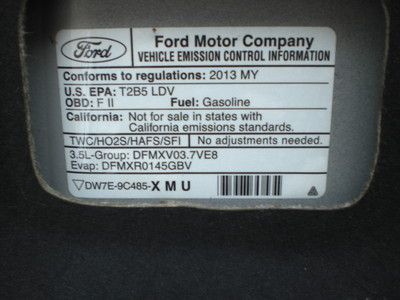 Ford
Ford Motor Company
VEHICLE EMISSION CONTROL INFORMATION
Conforms to regulations: 2013 MY
U.S. EPA: T2B5 LDV
OBD: F II Fuel: Gasoline
California: Not for sale in states with
California emissions standards.
TWC/HO2S/HAFS/SFI No adjustments needed.
3.5L-Group: DFMXV03.7VE8
Evap: DFMXR0145GBV
DW7E-9C485-X M U